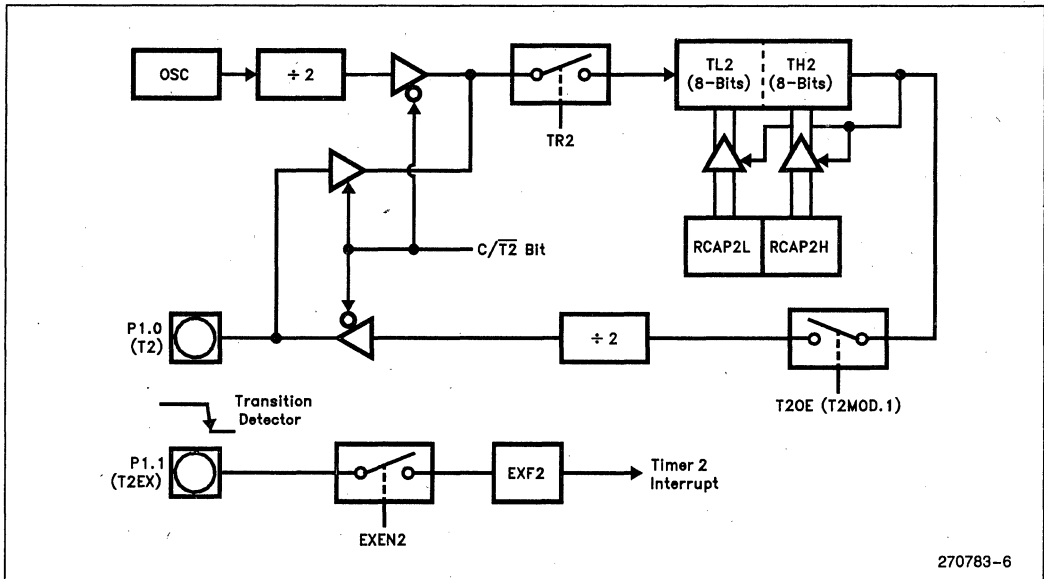 OSC
÷ 2
TR2
TL2
(8-Bits)
TH2
(8-Bits)
RCAP2L
RCAP2H
C/T̅2̅ Bit
P1.0
(T2)
÷ 2
T2OE (T2MOD.1)
Transition
Detector
P1.1
(T2EX)
EXEN2
EXF2
Timer 2
Interrupt
270783-6